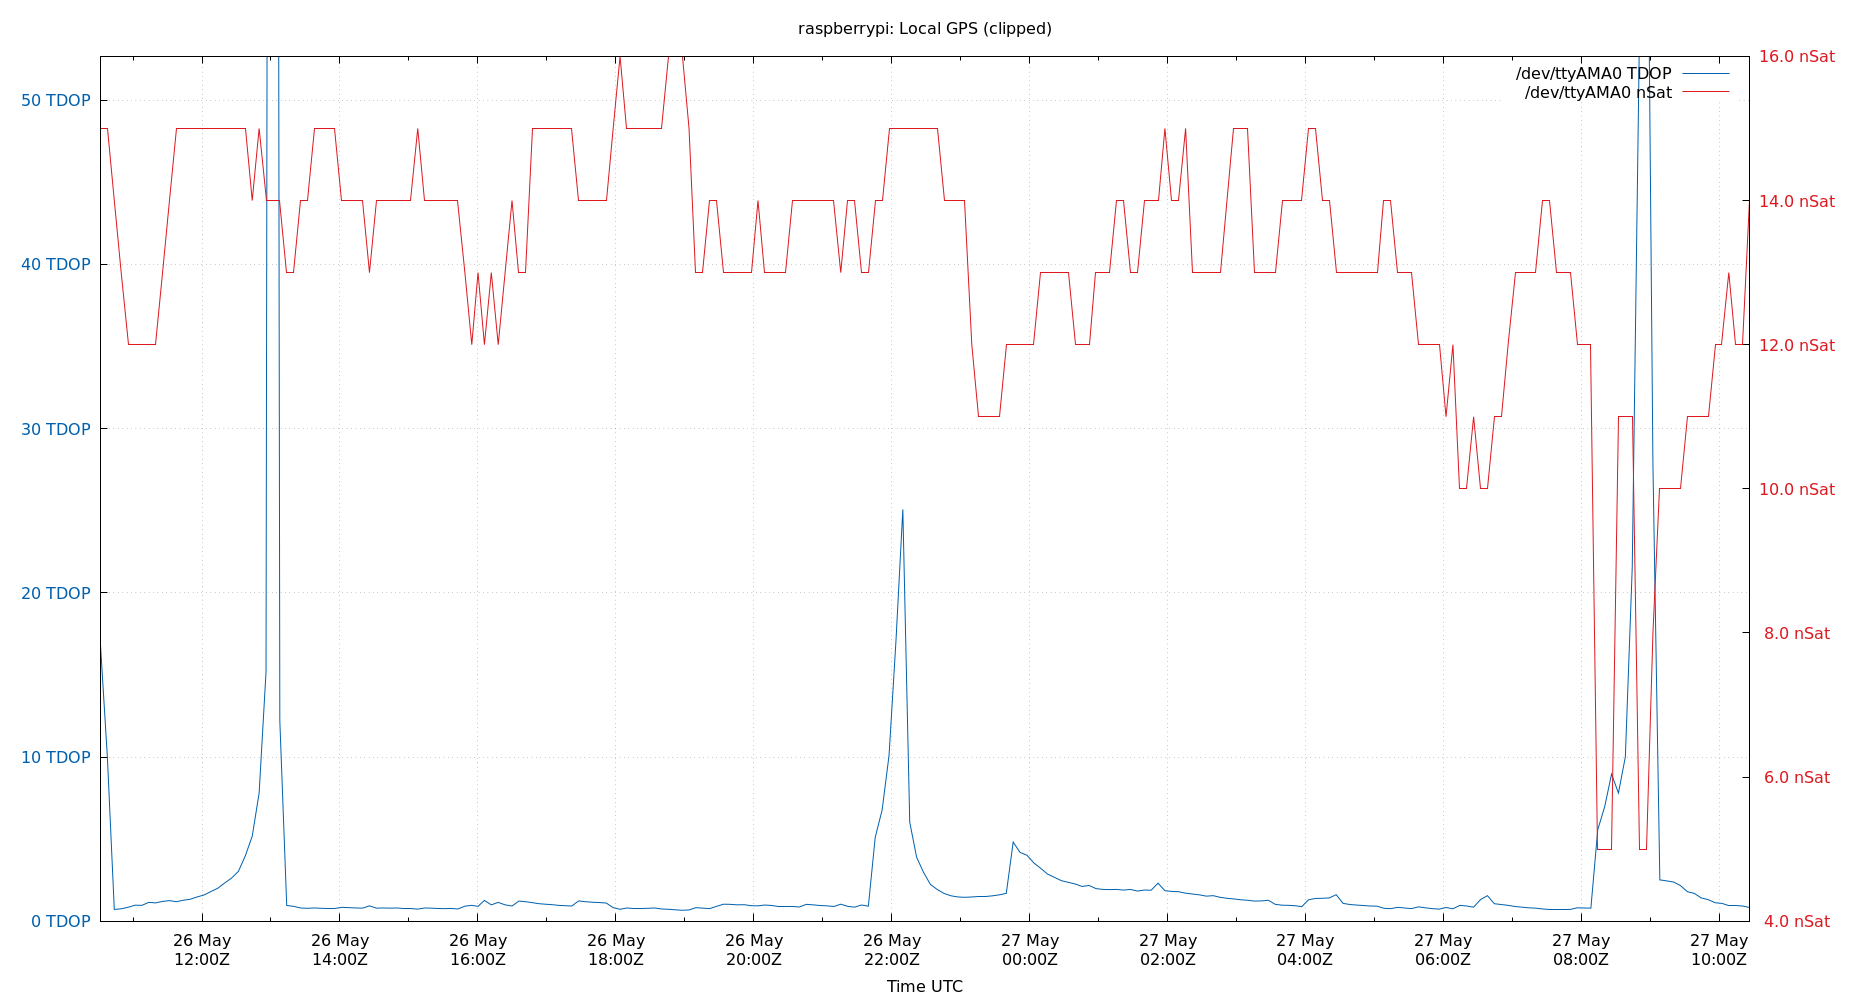 raspberrypi: Local GPS (clipped)
/dev/ttyAMA0 TDOP
/dev/ttyAMA0 nSat
50 TDOP
40 TDOP
30 TDOP
20 TDOP
10 TDOP
0 TDOP
16.0 nSat
14.0 nSat
12.0 nSat
10.0 nSat
8.0 nSat
6.0 nSat
4.0 nSat
26 May
12:00Z
26 May
14:00Z
26 May
16:00Z
26 May
18:00Z
26 May
20:00Z
26 May
22:00Z
27 May
00:00Z
27 May
02:00Z
27 May
04:00Z
27 May
06:00Z
27 May
08:00Z
27 May
10:00Z
Time UTC